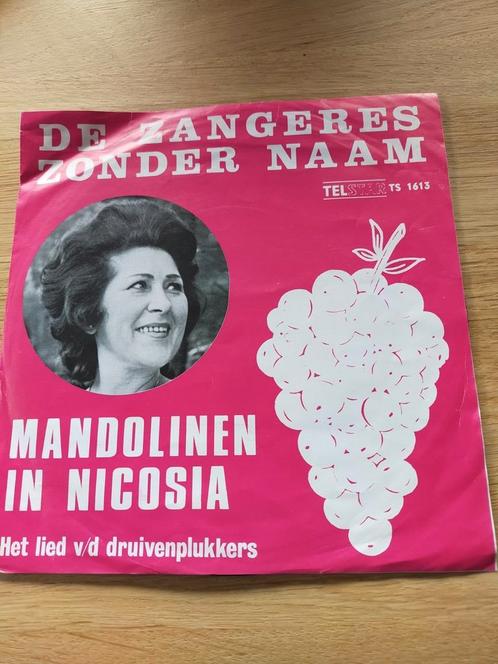 DE ZANGERES
ZONDER NAAM
TELSTAR TS 1613
MANDOLINEN
IN NICOSIA
Het lied v/d druivenplukkers